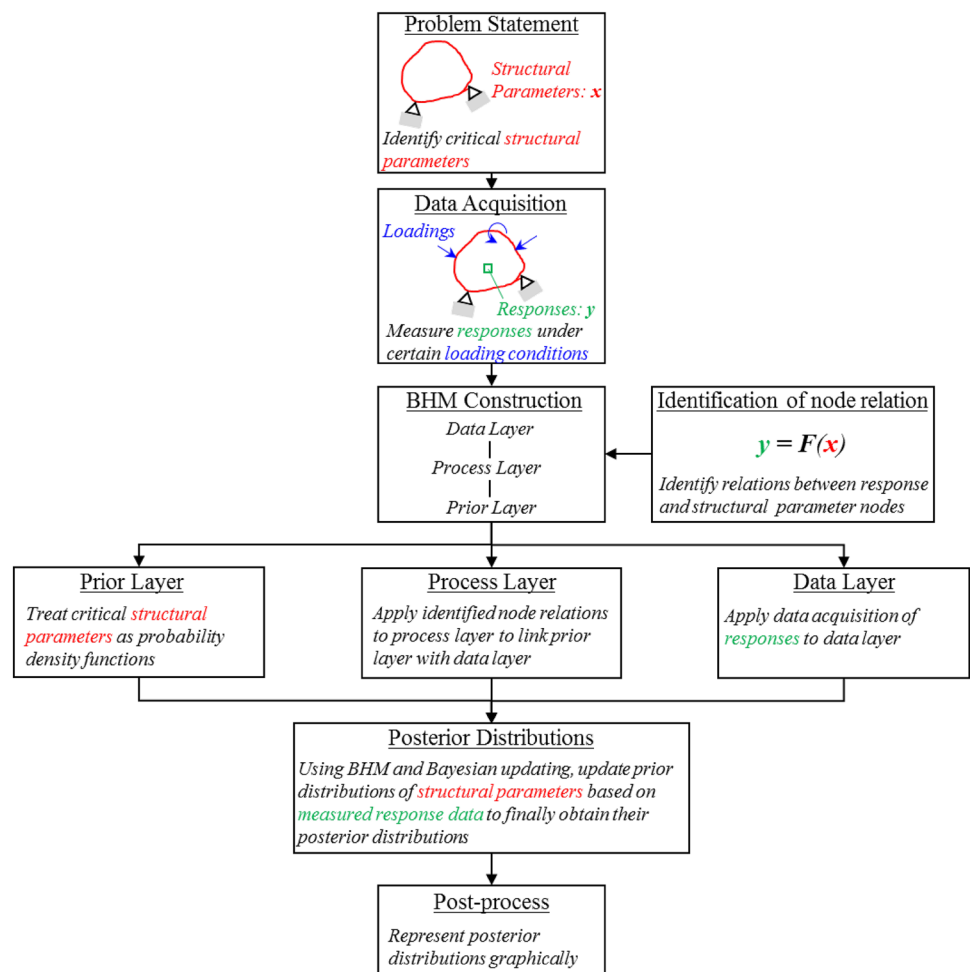 Problem Statement
Structural
Parameters: x
Identify critical structural
parameters
Data Acquisition
Loadings
Responses: y
Measure responses under
certain loading conditions
BHM Construction
Data Layer
Process Layer
Prior Layer
Identification of node relation
y = F(x)
Identify relations between response
and structural parameter nodes
Prior Layer
Treat critical structural
parameters as probability
density functions
Process Layer
Apply identified node relations
to process layer to link prior
layer with data layer
Data Layer
Apply data acquisition of
responses to data layer
Posterior Distributions
Using BHM and Bayesian updating, update prior
distributions of structural parameters based on
measured response data to finally obtain their
posterior distributions
Post-process
Represent posterior
distributions graphically